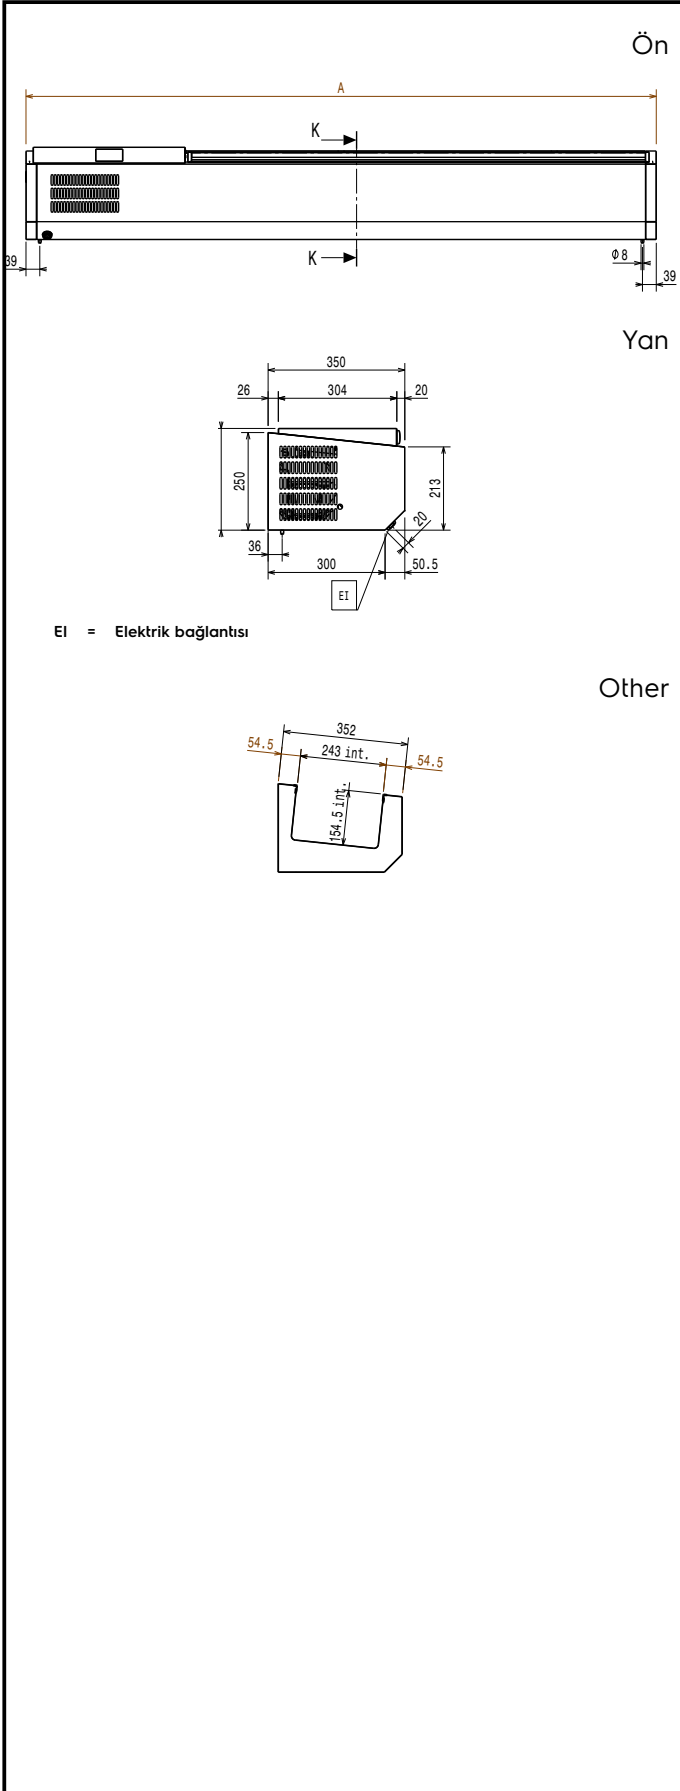 Ön
A
K
K
39
Φ8
39
Yan
350
26 304 20
250
213
20
36
300 50.5
EI
EI = Elektrik bağlantısı
Other
352
54.5 243 int. 54.5
154.5 int.